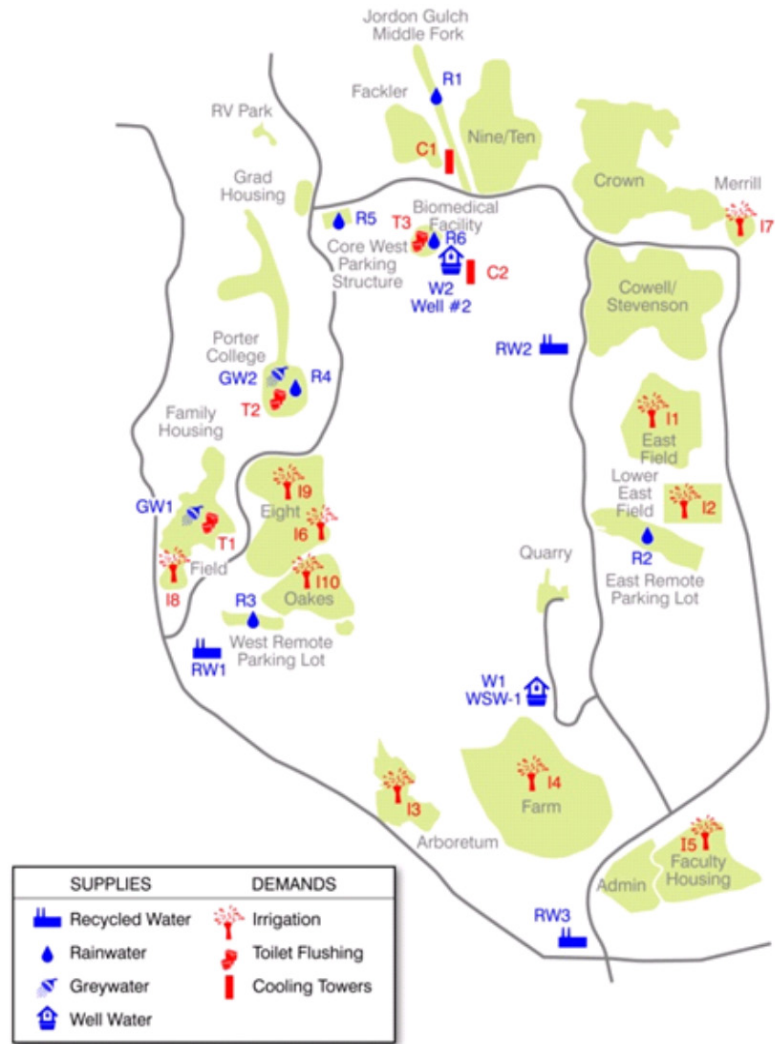 Jordon Gulch
Middle Fork
R1
Fackler
RV Park
Nine/Ten
C1
Crown
Merrill
Grad
Housing
I7
R5
T3
Biomedical
Facility
R6
Core West
Parking
Structure
C2
W2
Well #2
Cowell/
Stevenson
RW2
Porter
College
GW2
R4
T2
Family
Housing
I1
East
Field
Lower
East
Field
I2
I9
Eight
GW1
I6
T1
R2
Field
Quarry
East Remote
Parking Lot
I8
I10
R3
Oakes
West Remote
Parking Lot
RW1
W1
WSW-1
I3
I4
Farm
Arboretum
I5
Faculty
Housing
Admin
RW3
SUPPLIES DEMANDS
Recycled Water Irrigation
Rainwater Toilet Flushing
Greywater Cooling Towers
Well Water